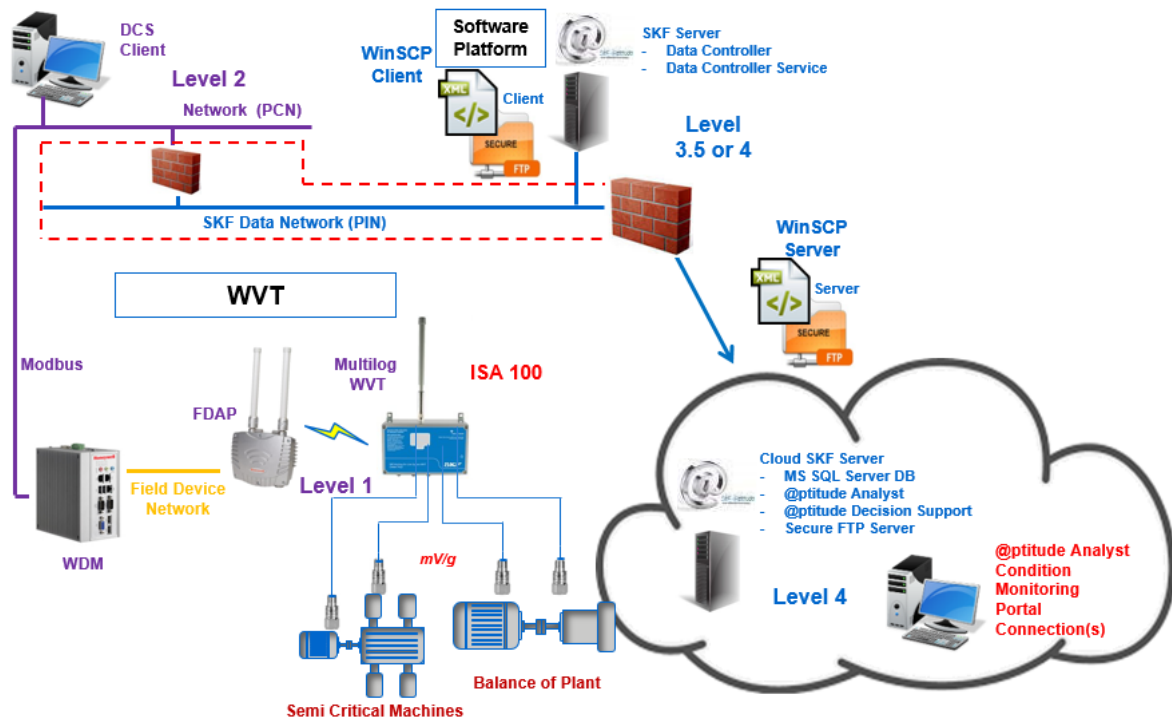 DCS
Client
Level 2
Network  (PCN)
Software
Platform
WinSCP
Client
XML
Client
SECURE
FTP
SKF Server
- Data Controller
- Data Controller Service
Level
3.5 or 4
SKF Data Network (PIN)
WinSCP
Server
XML
Server
SECURE
FTP
WVT
Modbus
Multilog
WVT
ISA 100
FDAP
Level 1
Field Device
Network
WDM
mV/g
Balance of Plant
Semi Critical Machines
Cloud SKF Server
- MS SQL Server DB
- @ptitude Analyst
- @ptitude Decision Support
- Secure FTP Server
Level 4
@ptitude Analyst
Condition
Monitoring
Portal
Connection(s)